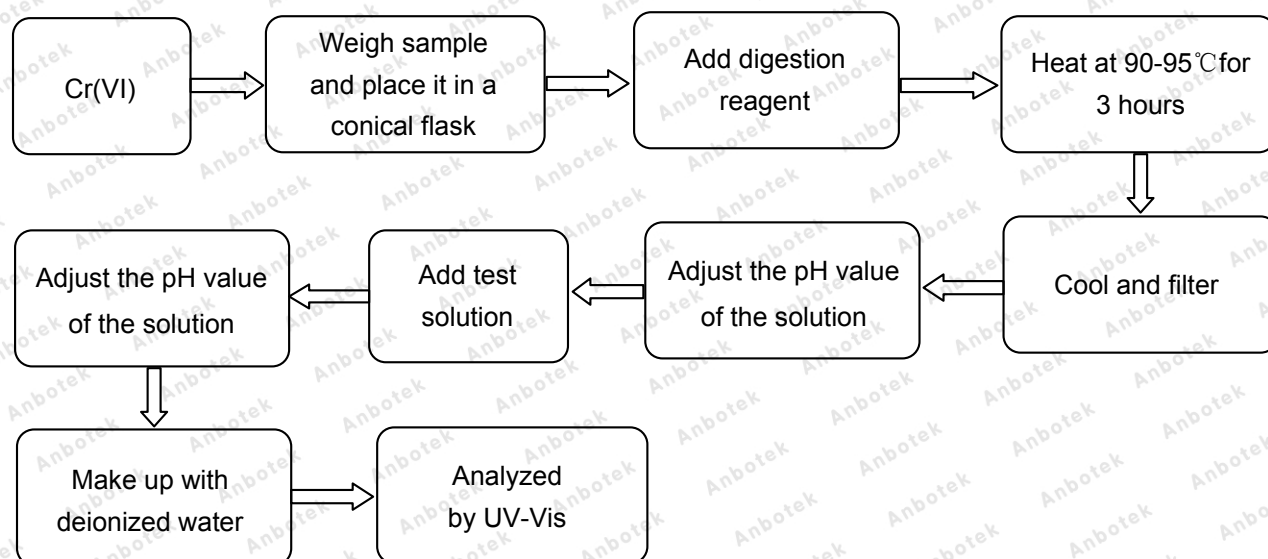 Cr(VI)
Weigh sample
and place it in a
conical flask
Add digestion
reagent
Heat at 90-95℃for
3 hours
Cool and filter
Adjust the pH value
of the solution
Add test
solution
Adjust the pH value
of the solution
Make up with
deionized water
Analyzed
by UV-Vis
Anbotek